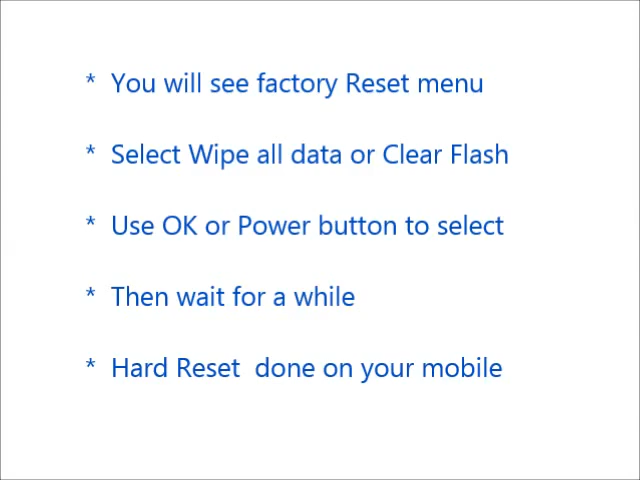 * You will see factory Reset menu
* Select Wipe all data or Clear Flash
* Use OK or Power button to select
* Then wait for a while
* Hard Reset  done on your mobile